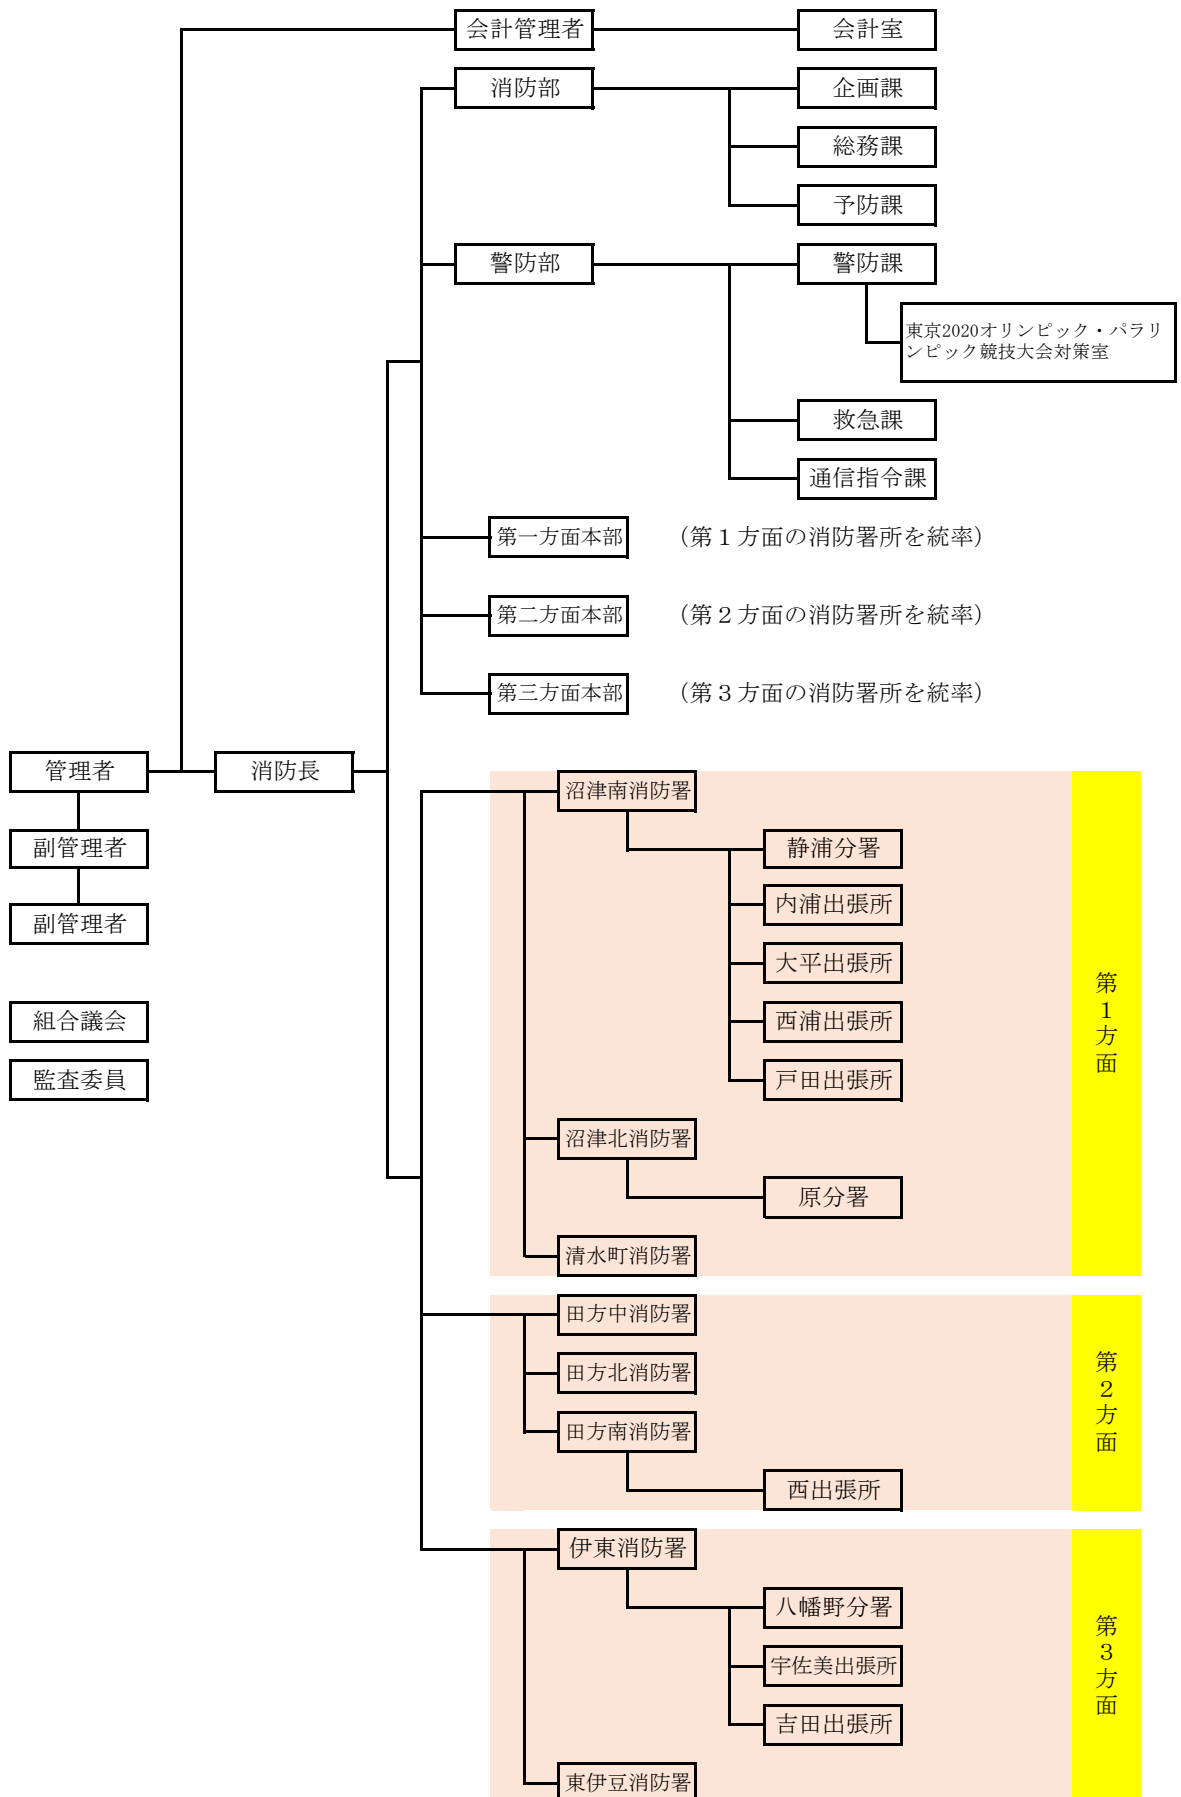 会計管理者
会計室
消防部
企画課
総務課
予防課
警防部
警防課
東京2020オリンピック・パラリ
ンピック競技大会対策室
救急課
通信指令課
第一方面本部
（第１方面の消防署所を統率）
第二方面本部
（第２方面の消防署所を統率）
第三方面本部
（第３方面の消防署所を統率）
管理者
消防長
副管理者
副管理者
組合議会
監査委員
沼津南消防署
静浦分署
内浦出張所
大平出張所
西浦出張所
戸田出張所
沼津北消防署
原分署
清水町消防署
第１方面
田方中消防署
田方北消防署
田方南消防署
西出張所
第２方面
伊東消防署
八幡野分署
宇佐美出張所
吉田出張所
東伊豆消防署
第３方面